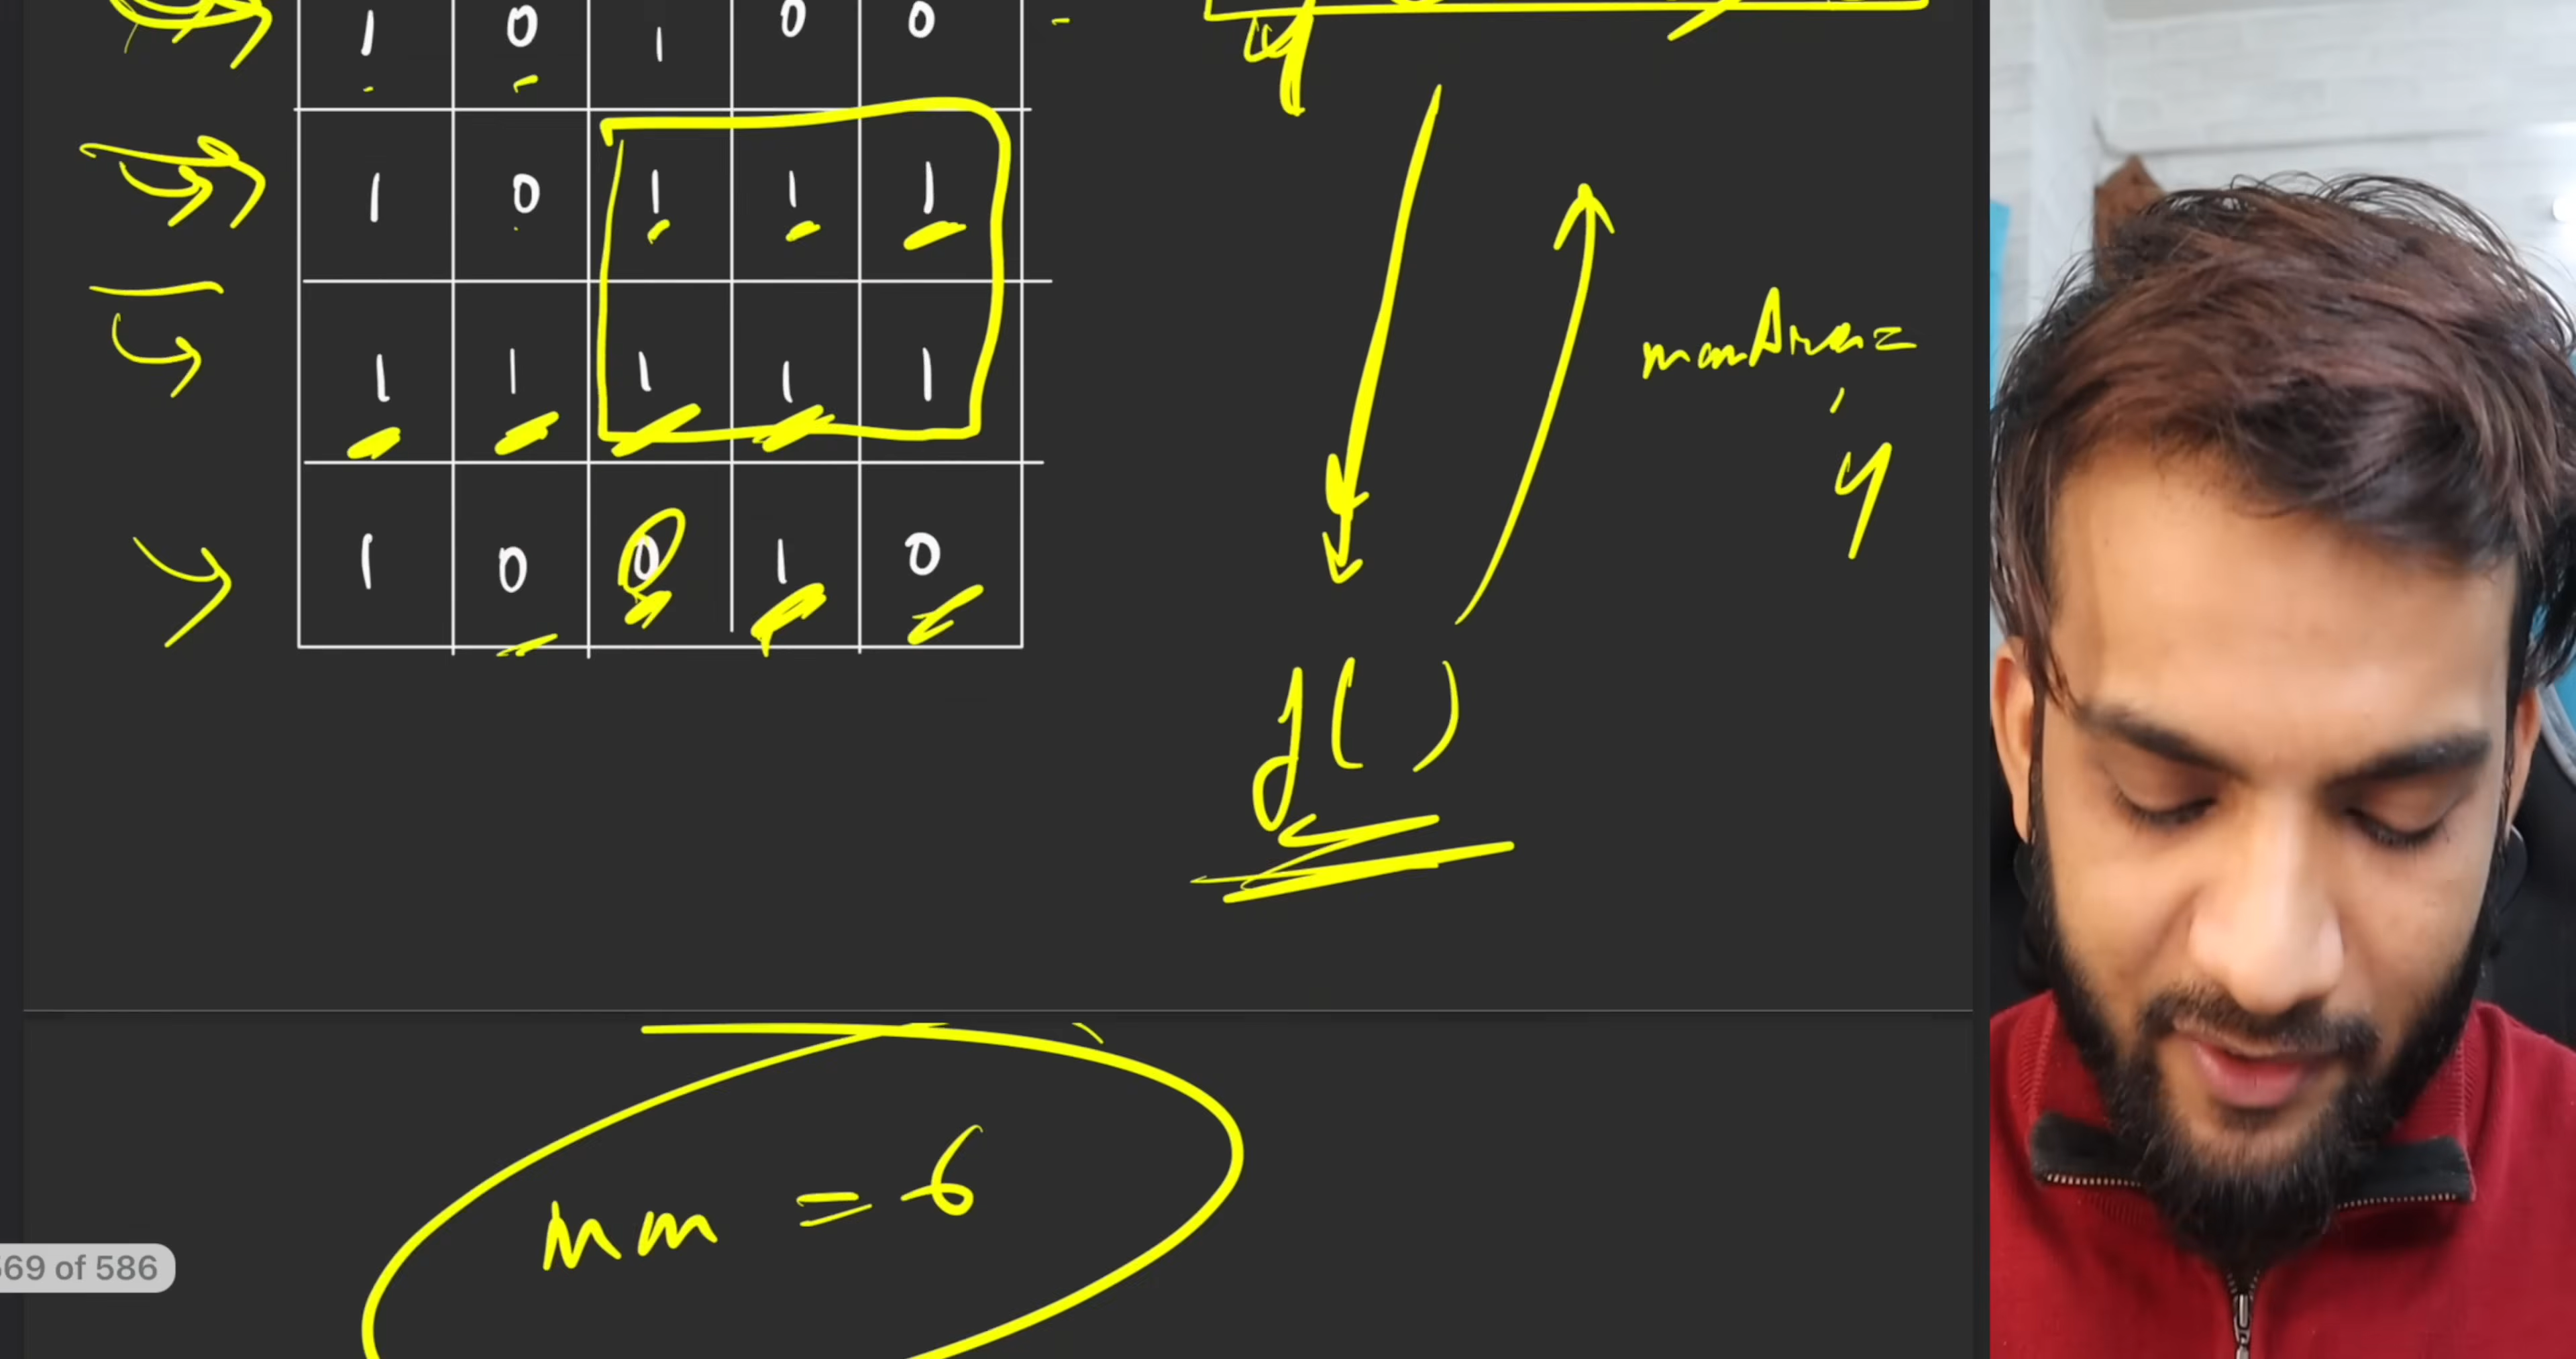 1 0 1 0 0
1 0 1 1 1
1 1 1 1 1
1 0 0 1 0
maxArea =
4
f( )
mm = 6
569 of 586